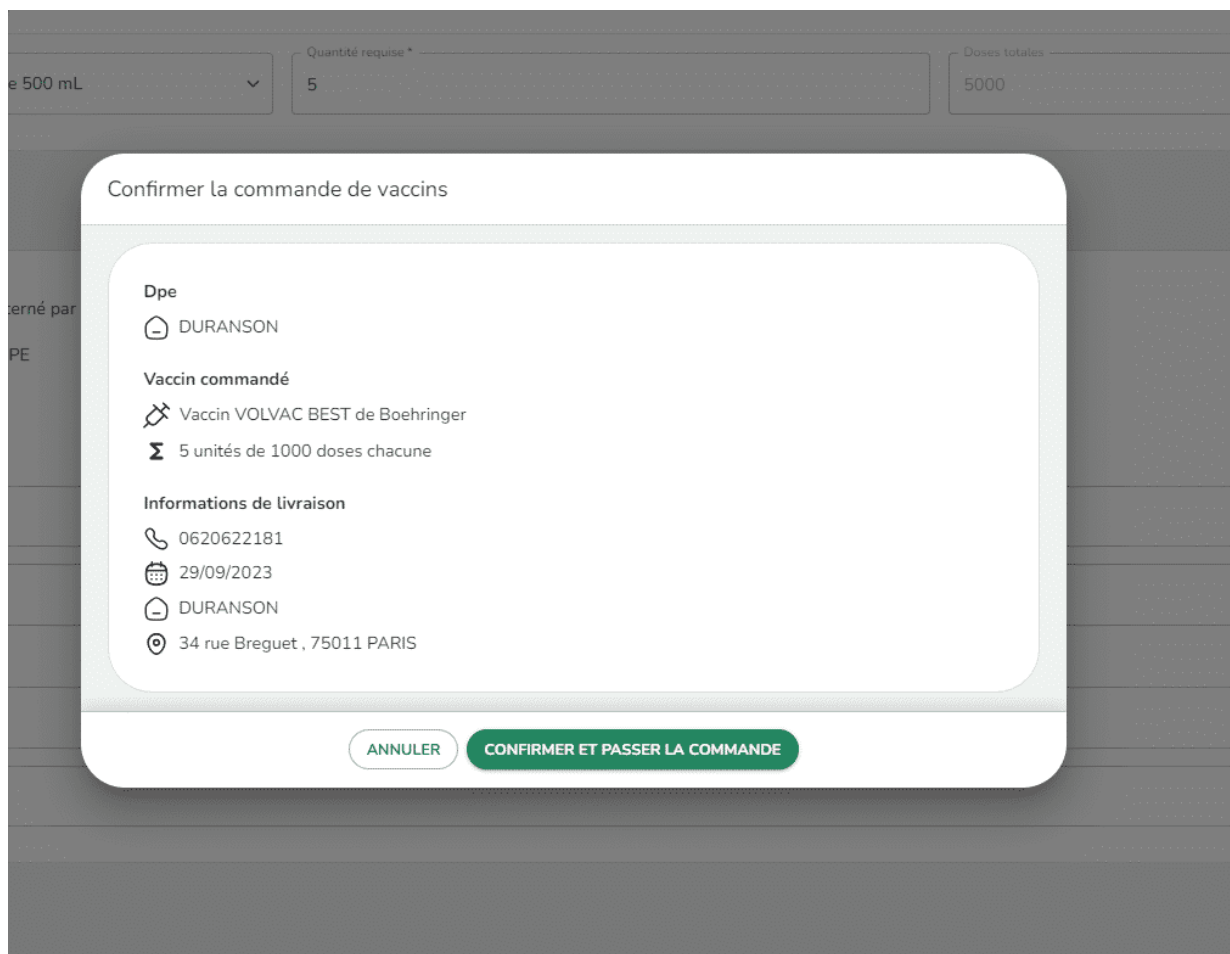 Quantité requise *
Doses totales
e 500 mL
5
5000
Confirmer la commande de vaccins
Dpe
DURANSON
Vaccin commandé
Vaccin VOLVAC BEST de Boehringer
5 unités de 1000 doses chacune
Informations de livraison
0620622181
29/09/2023
DURANSON
34 rue Breguet , 75011 PARIS
cerné par
PE
ANNULER
CONFIRMER ET PASSER LA COMMANDE